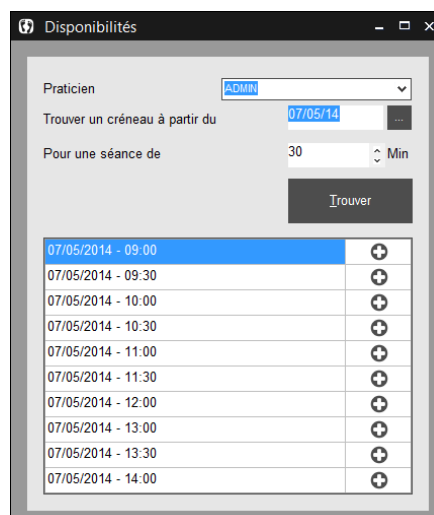 Disponibilités
Praticien ADMIN
Trouver un créneau à partir du 07/05/14 ...
Pour une séance de 30 Min
Trouver
07/05/2014 - 09:00
07/05/2014 - 09:30
07/05/2014 - 10:00
07/05/2014 - 10:30
07/05/2014 - 11:00
07/05/2014 - 11:30
07/05/2014 - 12:00
07/05/2014 - 13:00
07/05/2014 - 13:30
07/05/2014 - 14:00